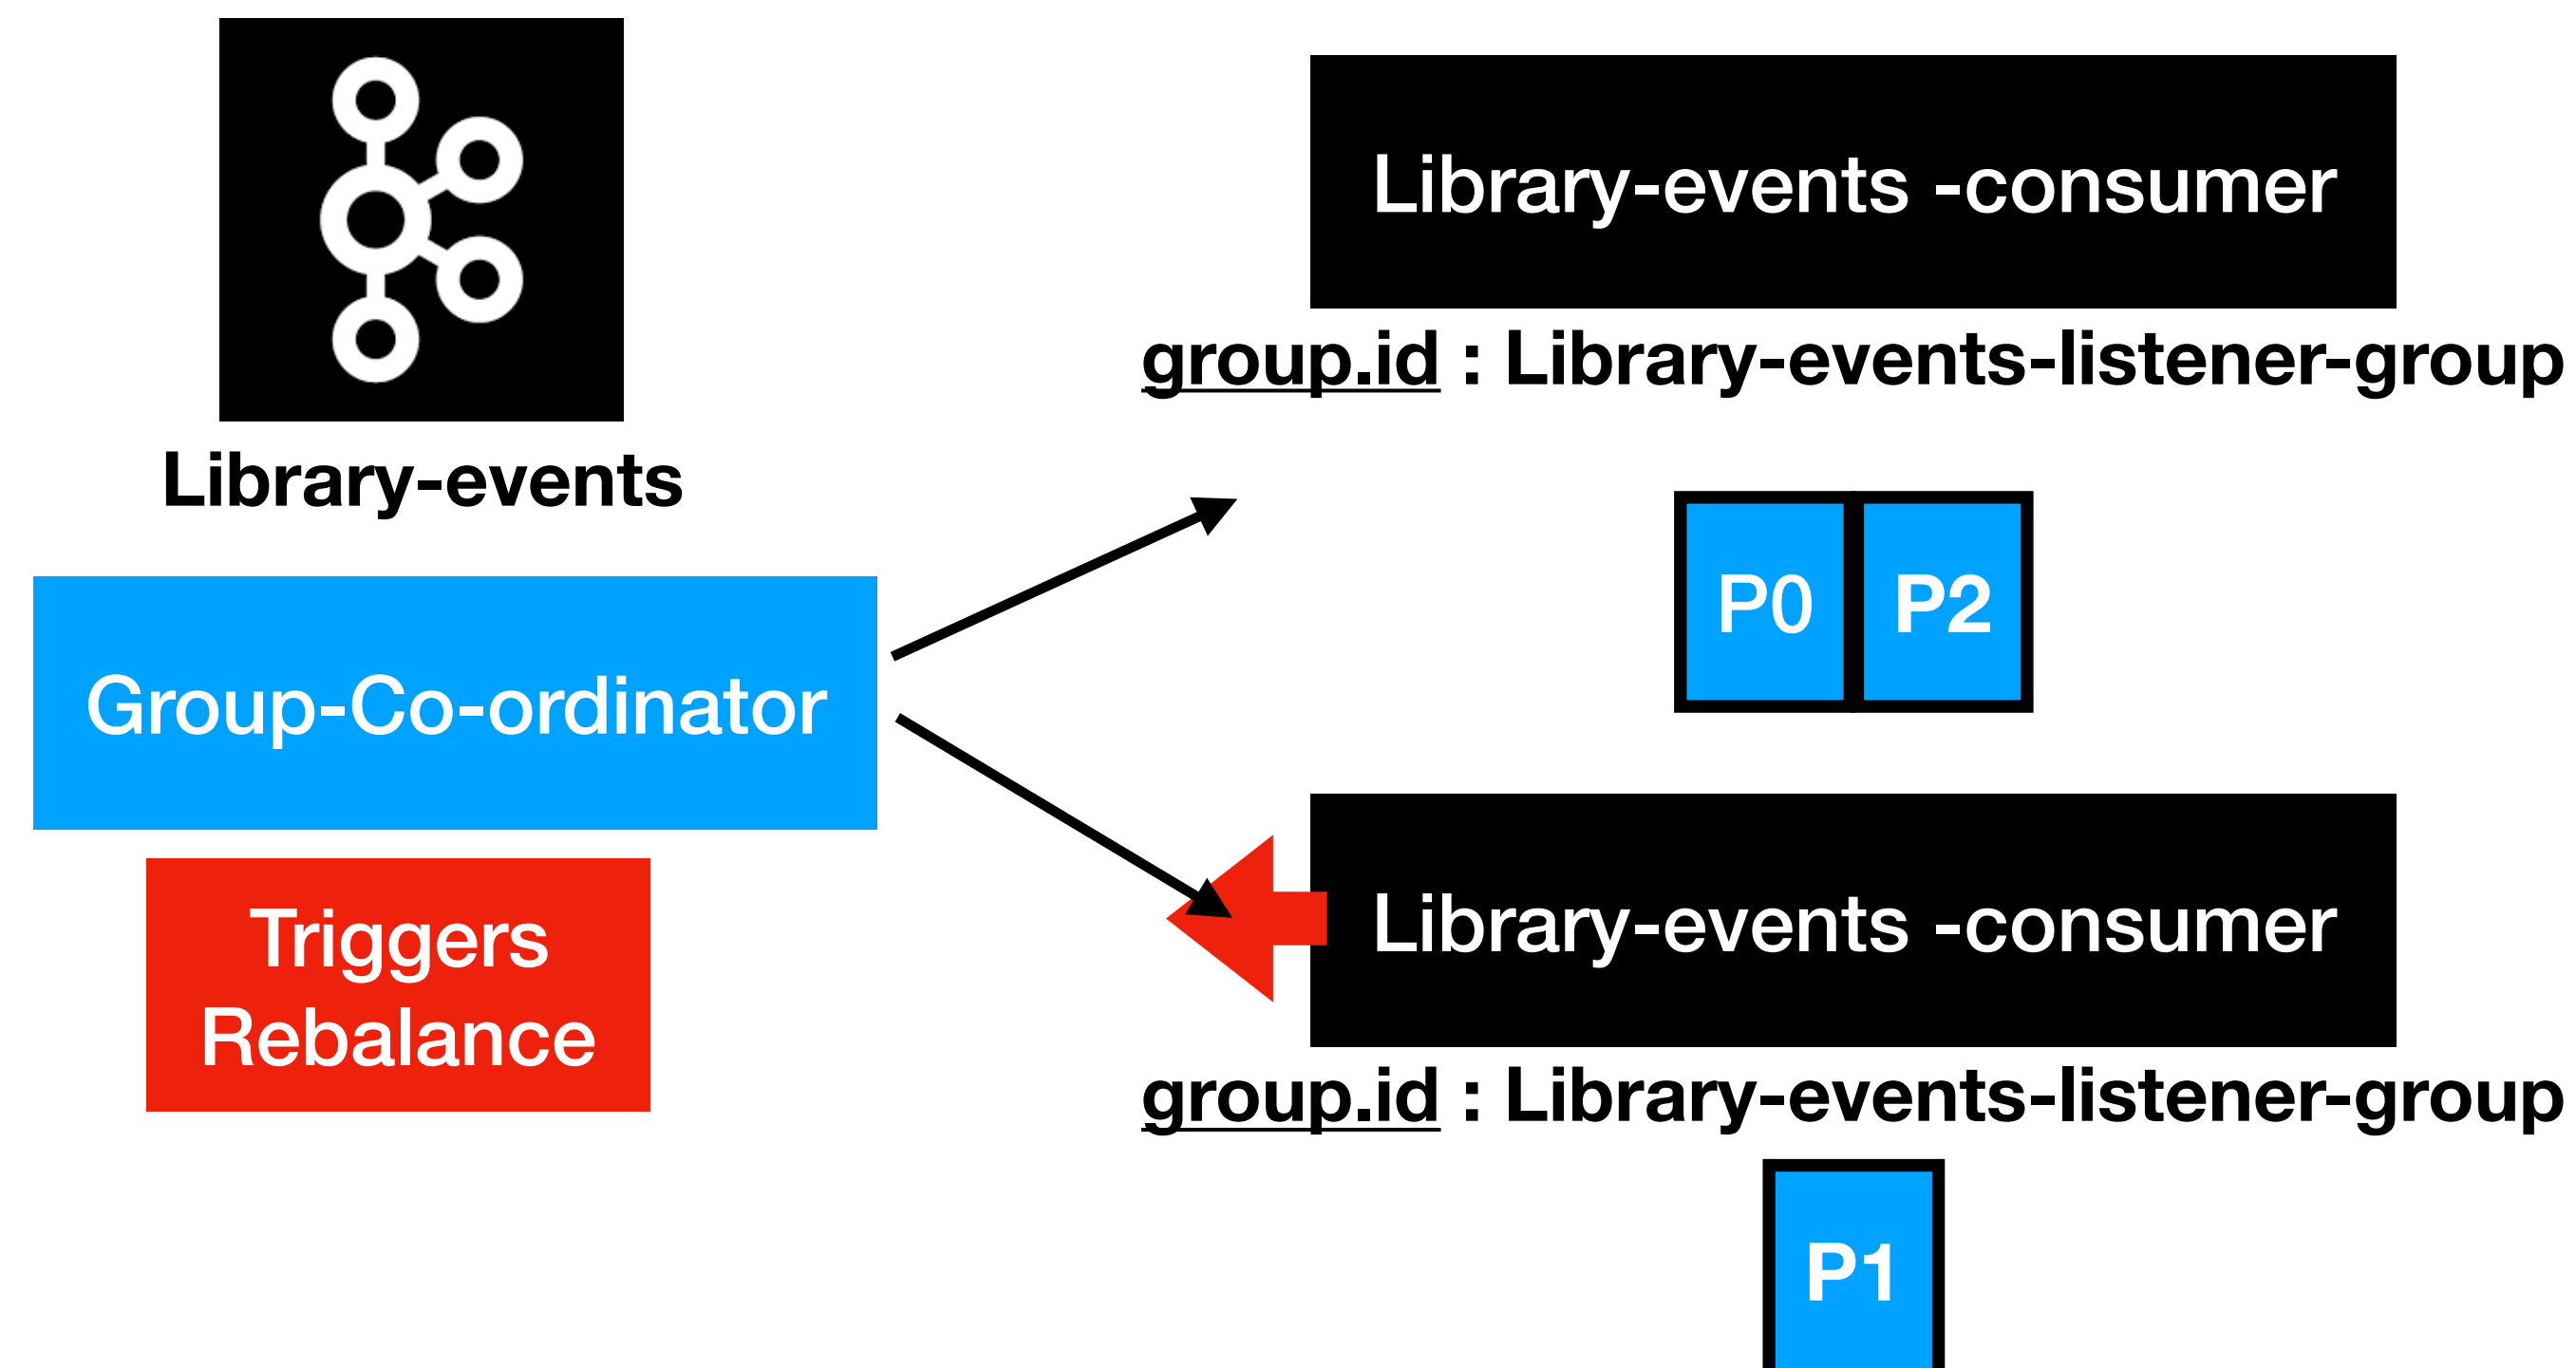 Library-events
Group-Co-ordinator
Triggers
Rebalance
Library-events -consumer
group.id : Library-events-listener-group
P0 P2
Library-events -consumer
group.id : Library-events-listener-group
P1